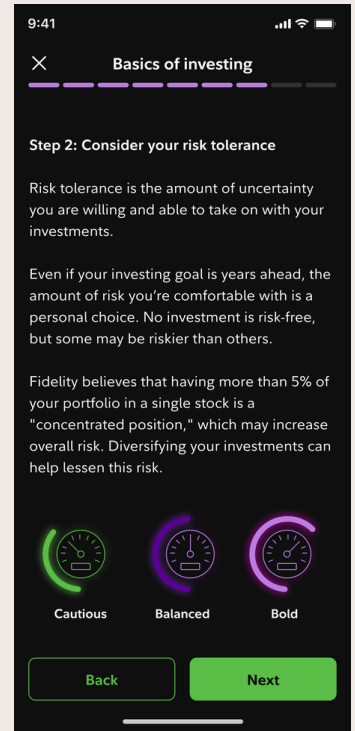 9:41
Basics of investing
Step 2: Consider your risk tolerance
Risk tolerance is the amount of uncertainty
you are willing and able to take on with your
investments.
Even if your investing goal is years ahead, the
amount of risk you're comfortable with is a
personal choice. No investment is risk-free,
but some may be riskier than others.
Fidelity believes that having more than 5% of
your portfolio in a single stock is a
"concentrated position," which may increase
overall risk. Diversifying your investments can
help lessen this risk.
Cautious Balanced Bold
Back Next